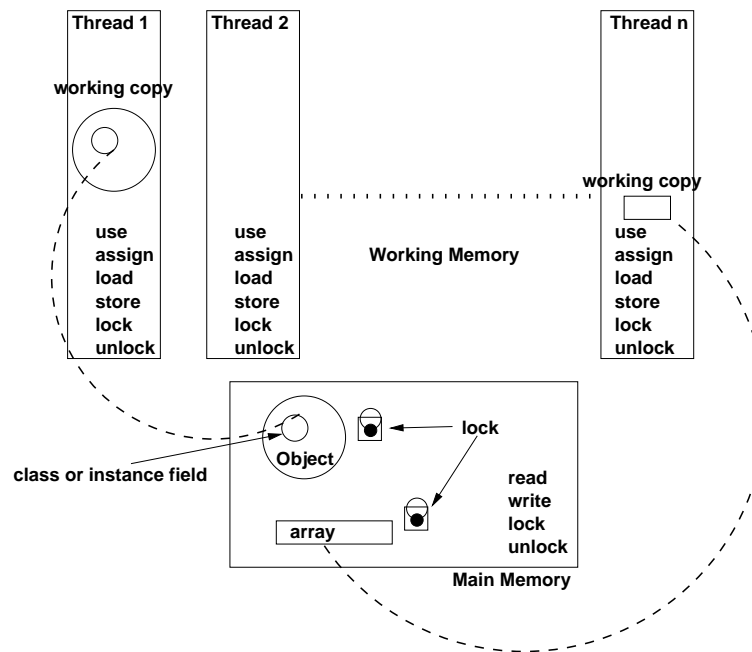 Thread 1
Thread 2
Thread n
working copy
working copy
use
assign
load
store
lock
unlock
use
assign
load
store
lock
unlock
Working Memory
use
assign
load
store
lock
unlock
lock
Object
class or instance field
array
read
write
lock
unlock
Main Memory